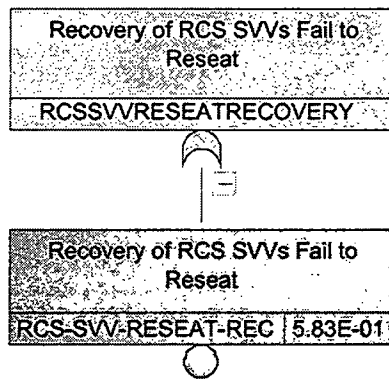 Recovery of RCS SVVs Fail to
Reseat
RCSSVVRESEATRECOVERY
Recovery of RCS SVVs Fail to
Reseat
RCS-SVV-RESEAT-REC 5.83E-01